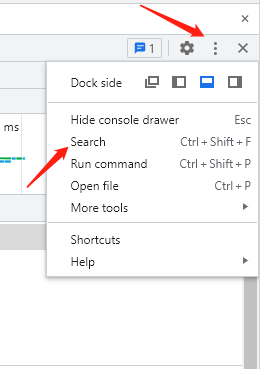 1
Dock side
ms
Hide console drawer Esc
Search Ctrl + Shift + F
Run command Ctrl + Shift + P
Open file Ctrl + P
More tools
Shortcuts
Help